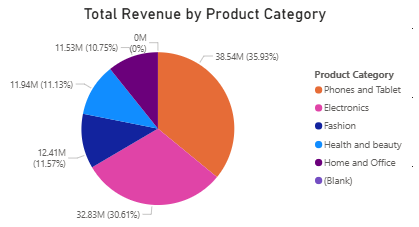 Total Revenue by Product Category
0M
(0%)
11.53M (10.75%)
38.54M (35.93%)
11.94M (11.13%)
12.41M
(11.57%)
32.83M (30.61%)
Product Category
Phones and Tablet
Electronics
Fashion
Health and beauty
Home and Office
(Blank)